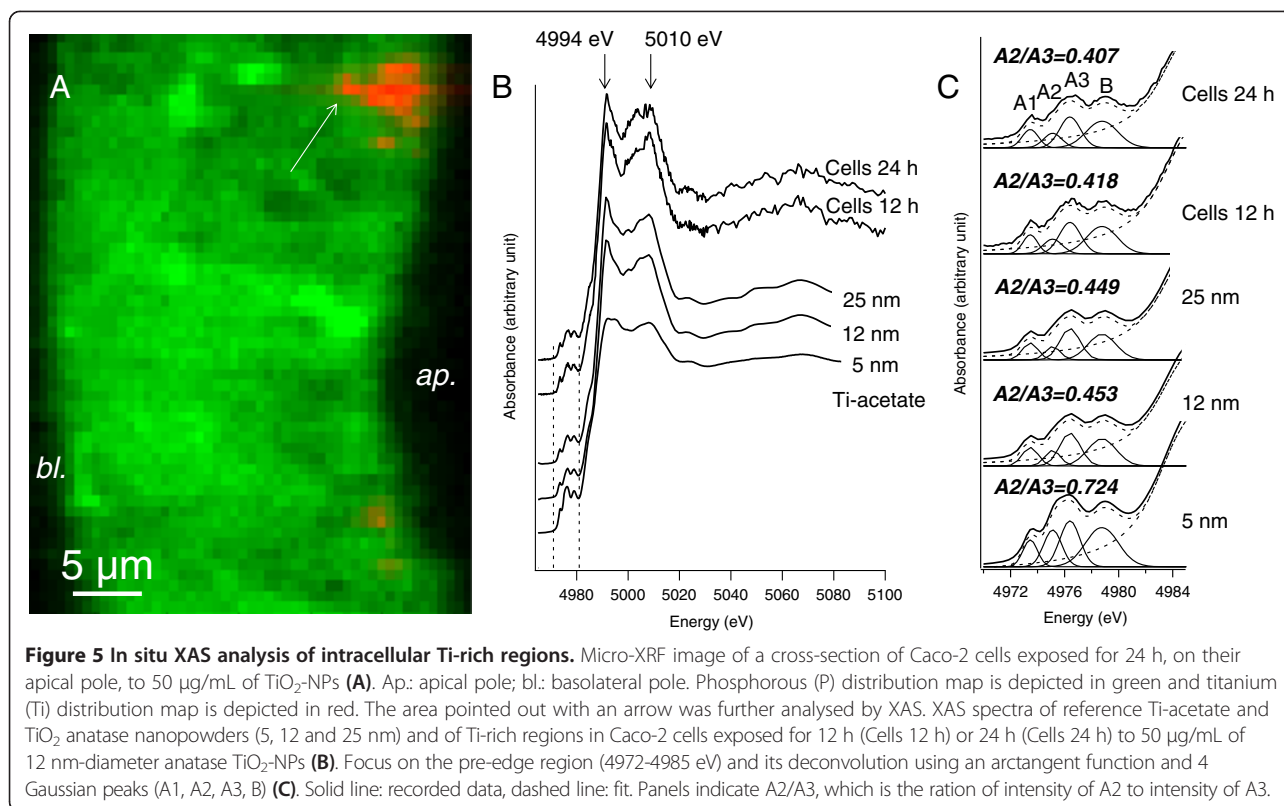 A
ap.
bl.
5 µm
4994 eV 5010 eV
B
Absorbance (arbitrary unit)
Cells 24 h
Cells 12 h
25 nm
12 nm
5 nm
Ti-acetate
4980 5000 5020 5040 5060 5080 5100
Energy (eV)
C
Absorbance (arbitrary unit)
A2/A3=0.407
A1 A2 A3 B
Cells 24 h
A2/A3=0.418
Cells 12 h
A2/A3=0.449
25 nm
A2/A3=0.453
12 nm
A2/A3=0.724
5 nm
4972 4976 4980 4984
Energy (eV)
Figure 5 In situ XAS analysis of intracellular Ti-rich regions. Micro-XRF image of a cross-section of Caco-2 cells exposed for 24 h, on their
apical pole, to 50 µg/mL of TiO₂-NPs (A). Ap.: apical pole; bl.: basolateral pole. Phosphorous (P) distribution map is depicted in green and titanium
(Ti) distribution map is depicted in red. The area pointed out with an arrow was further analysed by XAS. XAS spectra of reference Ti-acetate and
TiO₂ anatase nanopowders (5, 12 and 25 nm) and of Ti-rich regions in Caco-2 cells exposed for 12 h (Cells 12 h) or 24 h (Cells 24 h) to 50 µg/mL of
12 nm-diameter anatase TiO₂-NPs (B). Focus on the pre-edge region (4972-4985 eV) and its deconvolution using an arctangent function and 4
Gaussian peaks (A1, A2, A3, B) (C). Solid line: recorded data, dashed line: fit. Panels indicate A2/A3, which is the ration of intensity of A2 to intensity of A3.